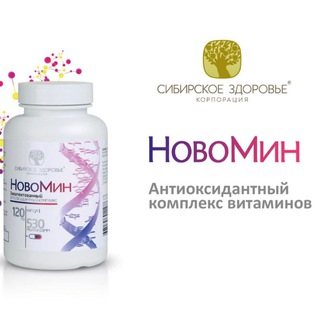 СИБИРСКОЕ ЗДОРОВЬЕ®
КОРПОРАЦИЯ
НовоМин
Антиоксидантный
комплекс витаминов
СИБИРСКОЕ ЗДОРОВЬЕ
НовоМин
120
530